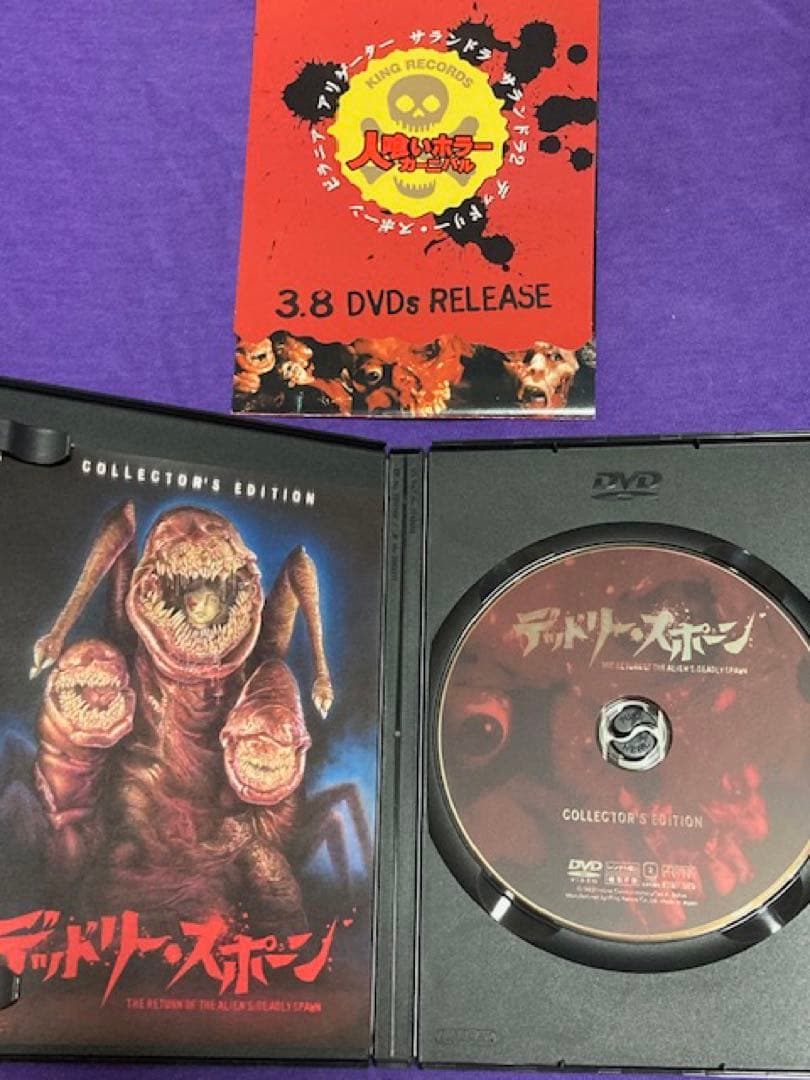 ピラニア アリゲーター サランドラ サランドラ2 デッドリー・スポーン
KING RECORDS
人喰いホラー
カーニバル
3.8 DVDs RELEASE
COLLECTOR'S EDITION
デッドリー・スポーン
THE RETURN OF THE ALIEN'S DEADLY SPAWN
DVD
デッドリー・スポーン
THE RETURN OF THE ALIEN'S DEADLY SPAWN
COLLECTOR'S EDITION
DVD
VIDEO
2